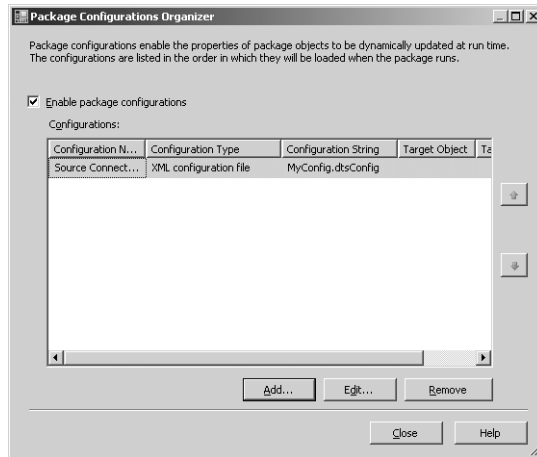 Package Configurations Organizer
Package configurations enable the properties of package objects to be dynamically updated at run time.
The configurations are listed in the order in which they will be loaded when the package runs.
Enable package configurations
Configurations:
Configuration N... Configuration Type Configuration String Target Object Ta
Source Connect... XML configuration file MyConfig.dtsConfig
Add... Edit... Remove
Close Help